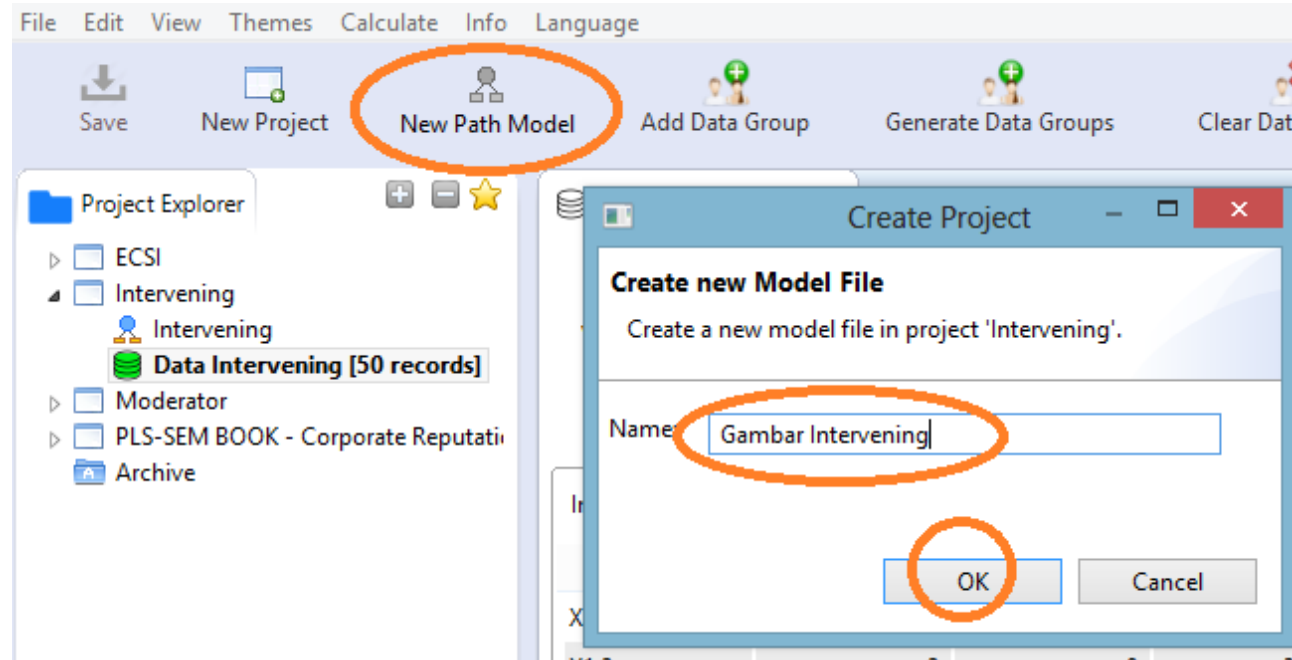 File Edit View Themes Calculate Info Language
Save New Project New Path Model Add Data Group Generate Data Groups Clear Dat
Project Explorer
ECSI
Intervening
Intervening
Data Intervening [50 records]
Moderator
PLS-SEM BOOK - Corporate Reputati
Archive
Create Project
Create new Model File
Create a new model file in project 'Intervening'.
Name: Gambar Intervening
OK Cancel